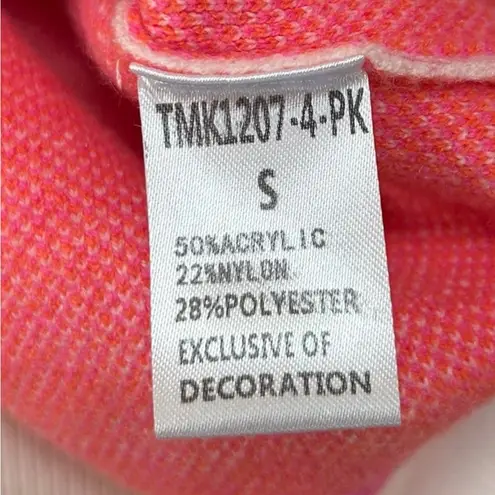 TMK1207-4-PK
S
50%ACRYLIC
22%NYLON
28%POLYESTER
EXCLUSIVE OF
DECORATION